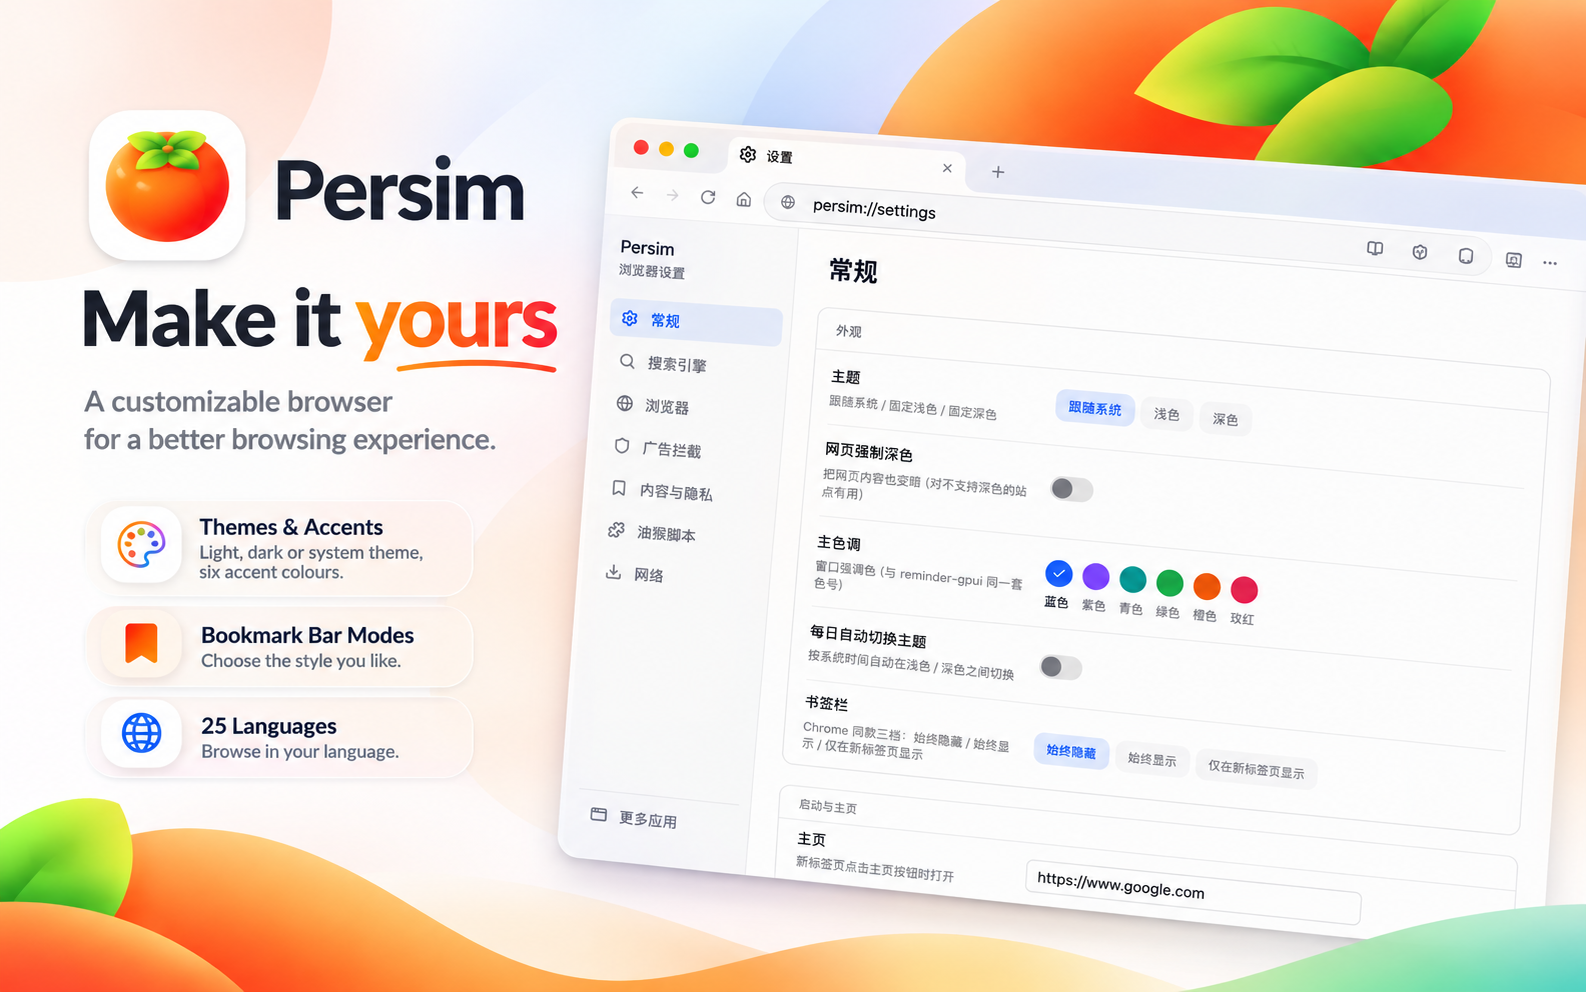 Persim
Make it yours
A customizable browser
for a better browsing experience.
Themes & Accents
Light, dark or system theme,
six accent colours.
Bookmark Bar Modes
Choose the style you like.
25 Languages
Browse in your language.
设置
persim://settings
Persim
浏览器设置
常规
搜索引擎
浏览器
广告拦截
内容与隐私
油猴脚本
网络
更多应用
常规
外观
主题
跟随系统 / 固定浅色 / 固定深色
跟随系统
浅色
深色
网页强制深色
把网页内容也变暗 (对不支持深色的站
点有用)
主色调
窗口强调色 (与 reminder-gpui 同一套
色号)
蓝色
紫色
青色
绿色
橙色
玫红
每日自动切换主题
按系统时间自动在浅色 / 深色之间切换
书签栏
Chrome 同款三档：始终隐藏 / 始终显
示 / 仅在新标签页显示
始终隐藏
始终显示
仅在新标签页显示
启动与主页
主页
新标签页点击主页按钮时打开
https://www.google.com